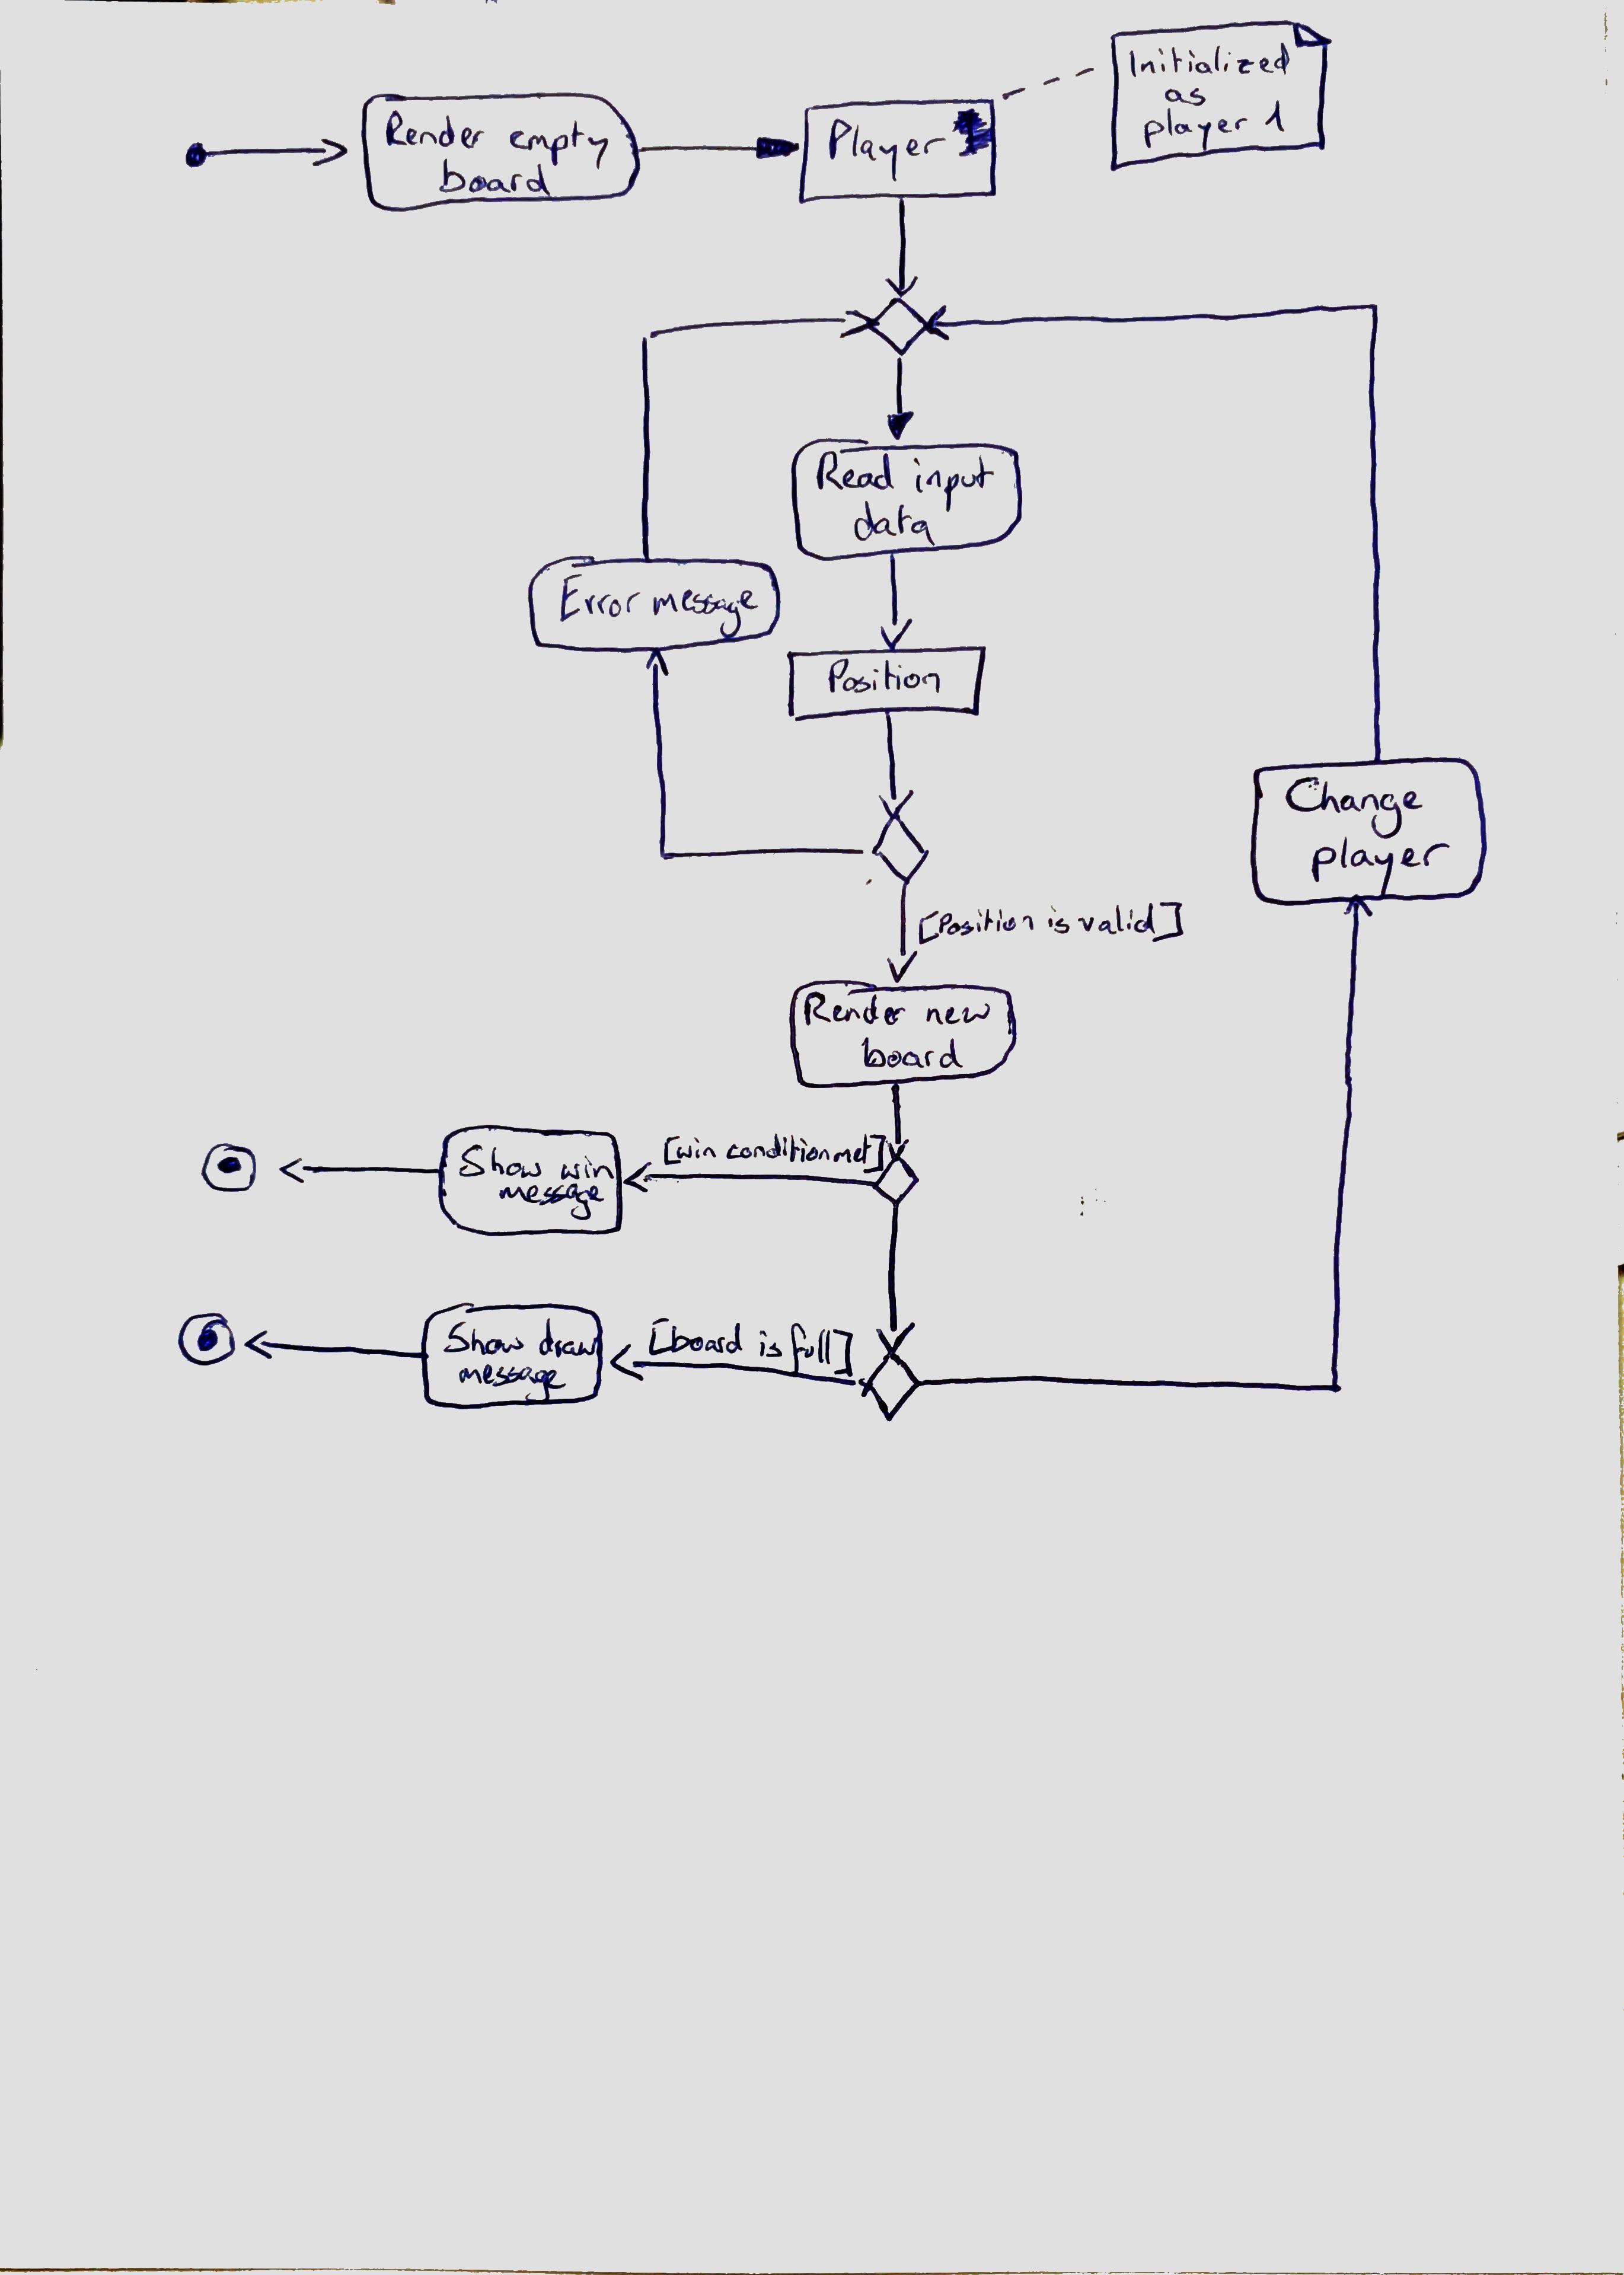 Initialized
as
player 1
Render empty
board
Player
Read input
data
Error message
Position
Change
player
[Position is valid]
Render new
board
[win condition met]
Show win
message
[board is full]
Show draw
message